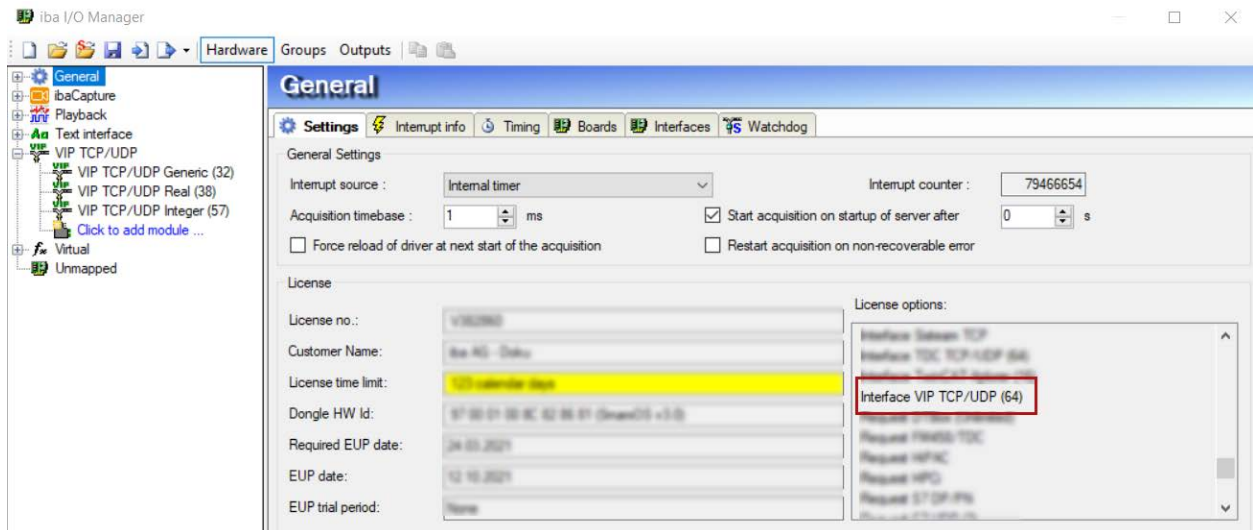 iba I/O Manager
Hardware Groups Outputs
General
ibaCapture
Playback
Text interface
VIP TCP/UDP
VIP TCP/UDP Generic (32)
VIP TCP/UDP Real (38)
VIP TCP/UDP Integer (57)
Click to add module ...
Virtual
Unmapped
General
Settings Interrupt info Timing Boards Interfaces Watchdog
General Settings
Interrupt source : Internal timer Interrupt counter : 79466654
Acquisition timebase : 1 ms Start acquisition on startup of server after 0 s
Force reload of driver at next start of the acquisition Restart acquisition on non-recoverable error
License
License no.:
Customer Name:
License time limit:
Dongle HW Id:
Required EUP date:
EUP date:
EUP trial period:
License options:
Interface VIP TCP/UDP (64)